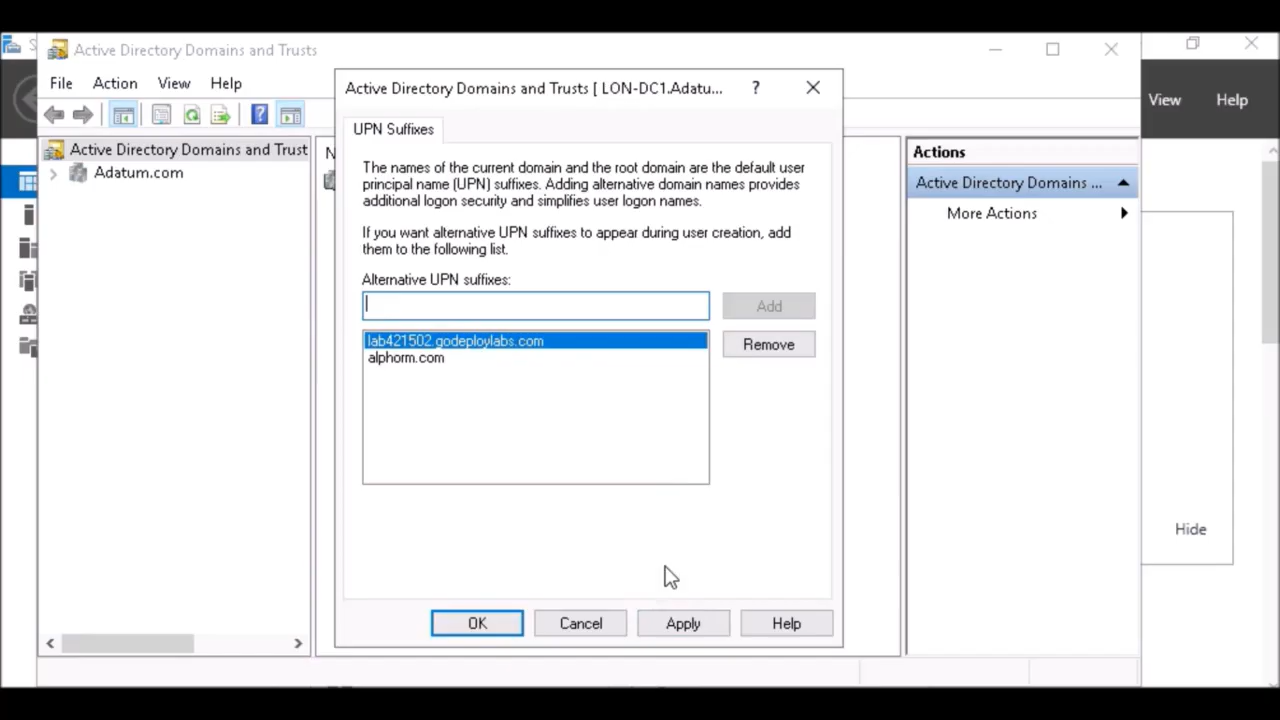 S
Active Directory Domains and Trusts
File Action View Help
View Help
Active Directory Domains and Trusts [ LON-DC1.Adatu... ?
UPN Suffixes
Active Directory Domains and Trust
Adatum.com
N
The names of the current domain and the root domain are the default user
principal name (UPN) suffixes. Adding alternative domain names provides
additional logon security and simplifies user logon names.
If you want alternative UPN suffixes to appear during user creation, add
them to the following list.
Alternative UPN suffixes:
Add
lab421502.godeploylabs.com
alphorm.com
Remove
OK Cancel Apply Help
Actions
Active Directory Domains ...
More Actions
Hide